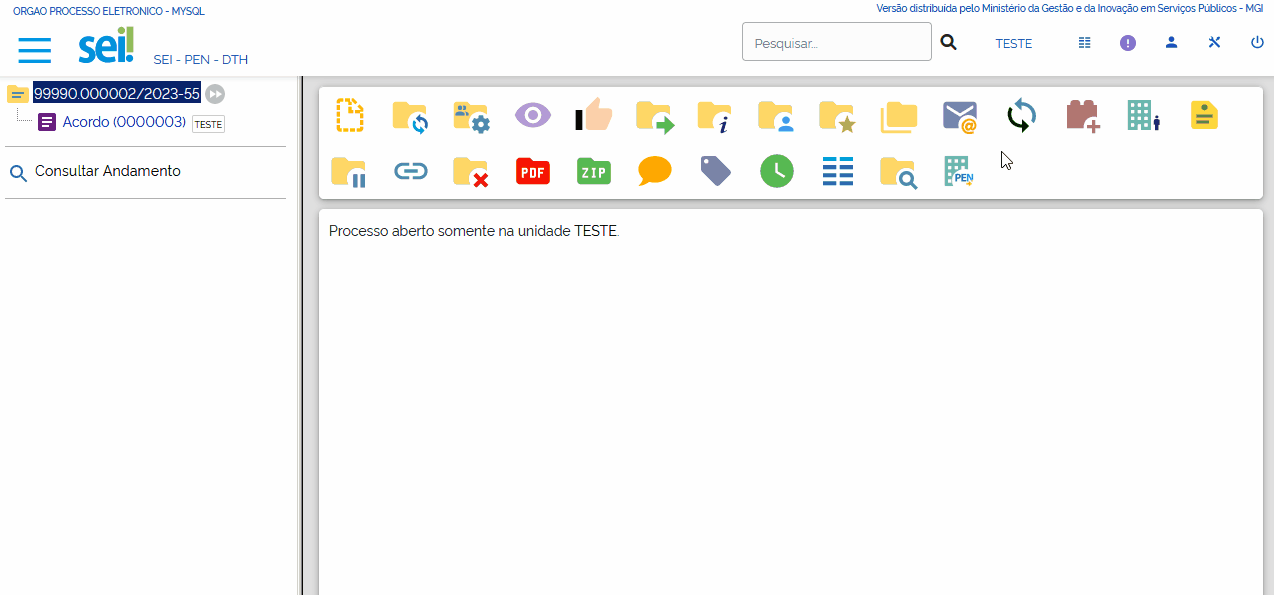 ORGAO PROCESSO ELETRONICO - MYSQL
Versão distribuída pelo Ministério da Gestão e da Inovação em Serviços Públicos - MGI
sei!
SEI - PEN - DTH
Pesquisar...
TESTE
99990.000002/2023-55
Acordo (0000003)
TESTE
Consultar Andamento
i
@
PDF
ZIP
PEN
Processo aberto somente na unidade TESTE.